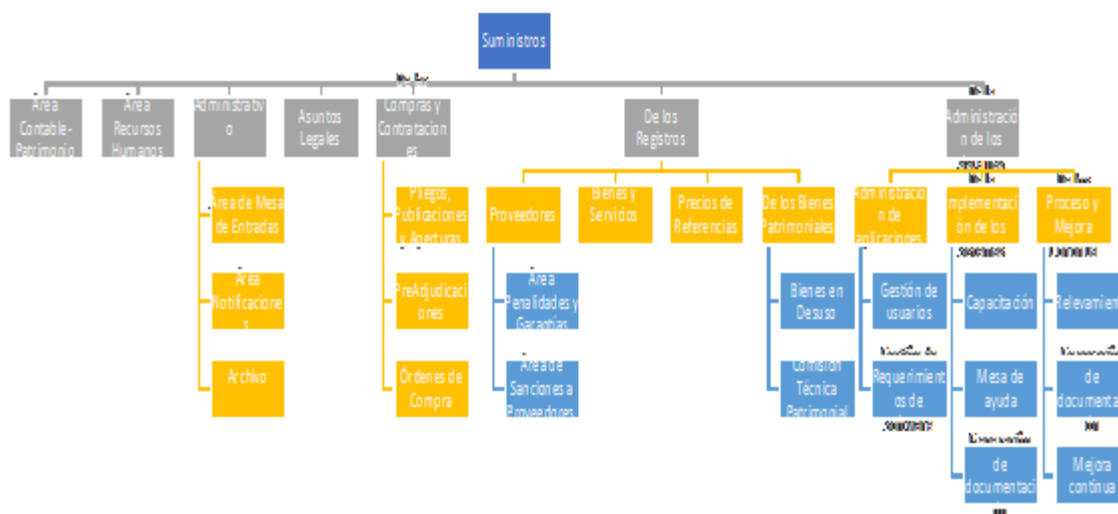 Suministros
Área
Contable-
Patrimonio
Área
Recursos
Humanos
Administrativ
o
Asuntos
Legales
Compras y
Contratacion
es
De los
Registros
Administració
n de los
Área de Mesa
de Entradas
Área
Notificacione
s
Archivo
Pliegos,
Publicaciones
y Aperturas
PreAdjudicaci
ones
Órdenes de
Compra
Proveedores
Bienes y
Servicios
Precios de
Referencias
De los Bienes
Patrimoniales
Área
Penalidades y
Garantías
Área de
Sanciones a
Proveedores
Bienes en
Desuso
Comisión
Técnica
Patrimonial
Administració
n de
aplicaciones
Implementaci
ón de los
Proceso y
Mejora
Gestión de
usuarios
Requerimient
os de
Capacitación
Mesa de
ayuda
de
documentaci
Relevamient
de
documenta
Mejora
continua